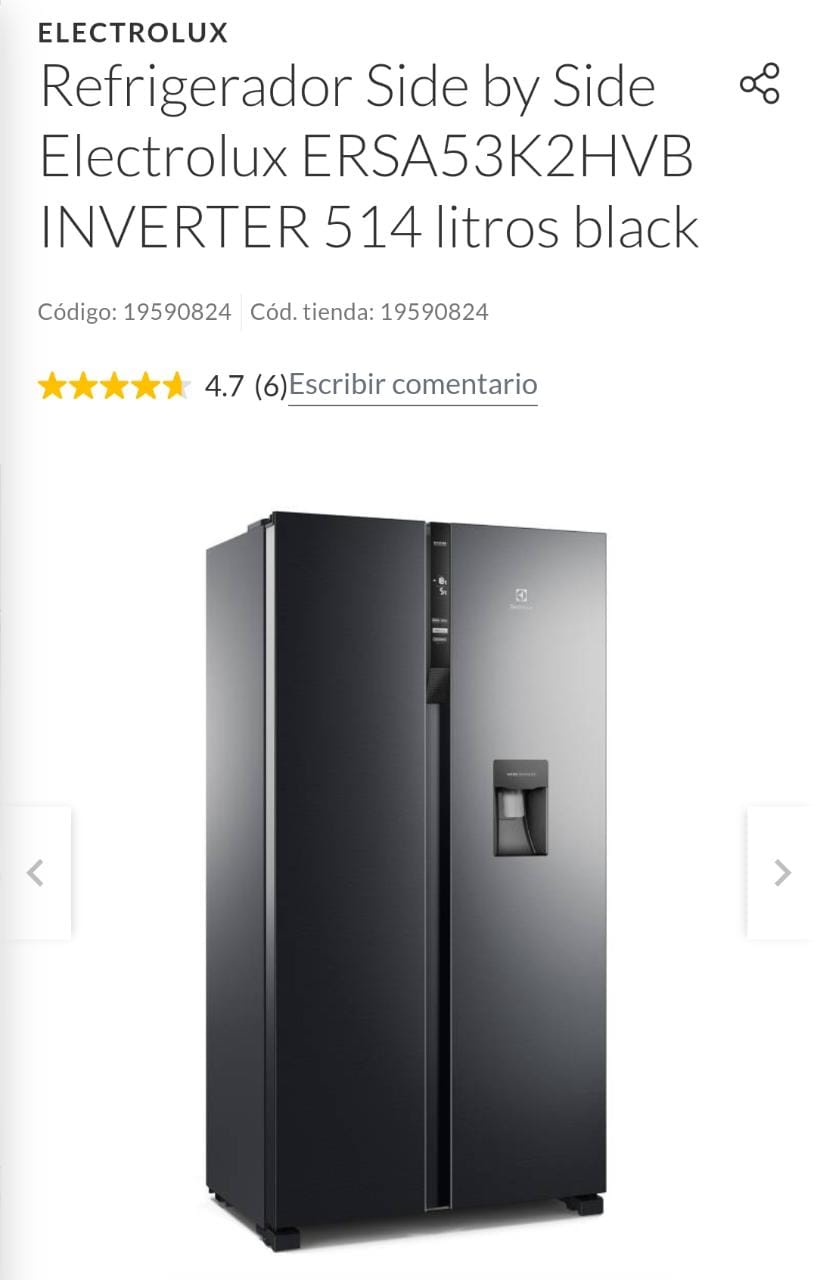 ELECTROLUX
Refrigerador Side by Side
Electrolux ERSA53K2HVB
INVERTER 514 litros black
Código: 19590824 Cód. tienda: 19590824
4.7 (6)Escribir comentario